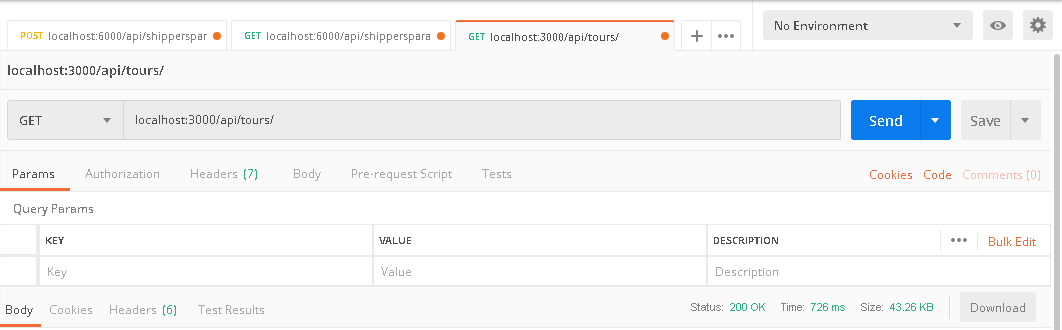 POST localhost:6000/api/shipperspar GET localhost:6000/api/shipperspara GET localhost:3000/api/tours/ + ••• No Environment
localhost:3000/api/tours/
GET localhost:3000/api/tours/ Send Save
Params Authorization Headers (7) Body Pre-request Script Tests Cookies Code Comments (0)
Query Params
KEY VALUE DESCRIPTION ••• Bulk Edit
Key Value Description
Body Cookies Headers (6) Test Results Status: 200 OK Time: 726 ms Size: 43.26 KB Download